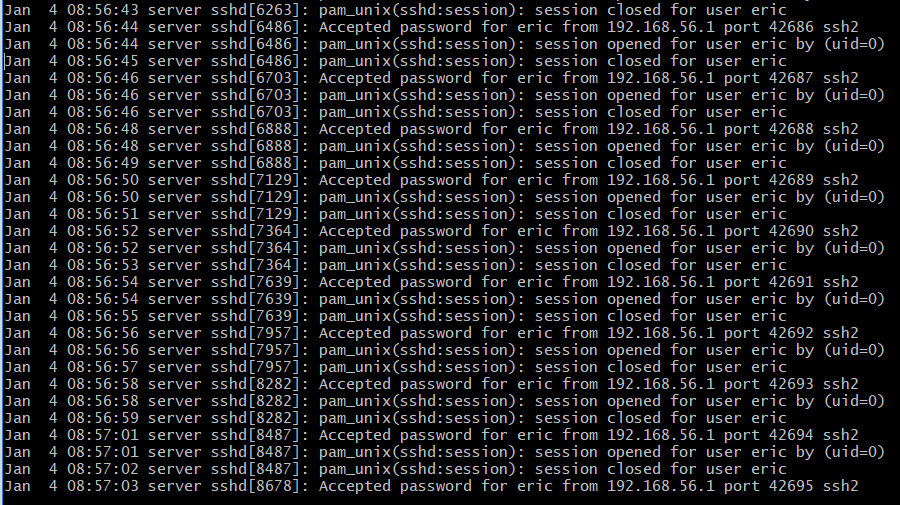 Jan  4 08:56:43 server sshd[6263]: pam_unix(sshd:session): session closed for user eric
Jan  4 08:56:44 server sshd[6486]: Accepted password for eric from 192.168.56.1 port 42686 ssh2
Jan  4 08:56:44 server sshd[6486]: pam_unix(sshd:session): session opened for user eric by (uid=0)
Jan  4 08:56:45 server sshd[6486]: pam_unix(sshd:session): session closed for user eric
Jan  4 08:56:46 server sshd[6703]: Accepted password for eric from 192.168.56.1 port 42687 ssh2
Jan  4 08:56:46 server sshd[6703]: pam_unix(sshd:session): session opened for user eric by (uid=0)
Jan  4 08:56:46 server sshd[6703]: pam_unix(sshd:session): session closed for user eric
Jan  4 08:56:48 server sshd[6888]: Accepted password for eric from 192.168.56.1 port 42688 ssh2
Jan  4 08:56:48 server sshd[6888]: pam_unix(sshd:session): session opened for user eric by (uid=0)
Jan  4 08:56:49 server sshd[6888]: pam_unix(sshd:session): session closed for user eric
Jan  4 08:56:50 server sshd[7129]: Accepted password for eric from 192.168.56.1 port 42689 ssh2
Jan  4 08:56:50 server sshd[7129]: pam_unix(sshd:session): session opened for user eric by (uid=0)
Jan  4 08:56:51 server sshd[7129]: pam_unix(sshd:session): session closed for user eric
Jan  4 08:56:52 server sshd[7364]: Accepted password for eric from 192.168.56.1 port 42690 ssh2
Jan  4 08:56:52 server sshd[7364]: pam_unix(sshd:session): session opened for user eric by (uid=0)
Jan  4 08:56:53 server sshd[7364]: pam_unix(sshd:session): session closed for user eric
Jan  4 08:56:54 server sshd[7639]: Accepted password for eric from 192.168.56.1 port 42691 ssh2
Jan  4 08:56:54 server sshd[7639]: pam_unix(sshd:session): session opened for user eric by (uid=0)
Jan  4 08:56:55 server sshd[7639]: pam_unix(sshd:session): session closed for user eric
Jan  4 08:56:56 server sshd[7957]: Accepted password for eric from 192.168.56.1 port 42692 ssh2
Jan  4 08:56:56 server sshd[7957]: pam_unix(sshd:session): session opened for user eric by (uid=0)
Jan  4 08:56:57 server sshd[7957]: pam_unix(sshd:session): session closed for user eric
Jan  4 08:56:58 server sshd[8282]: Accepted password for eric from 192.168.56.1 port 42693 ssh2
Jan  4 08:56:58 server sshd[8282]: pam_unix(sshd:session): session opened for user eric by (uid=0)
Jan  4 08:56:59 server sshd[8282]: pam_unix(sshd:session): session closed for user eric
Jan  4 08:57:01 server sshd[8487]: Accepted password for eric from 192.168.56.1 port 42694 ssh2
Jan  4 08:57:01 server sshd[8487]: pam_unix(sshd:session): session opened for user eric by (uid=0)
Jan  4 08:57:02 server sshd[8487]: pam_unix(sshd:session): session closed for user eric
Jan  4 08:57:03 server sshd[8678]: Accepted password for eric from 192.168.56.1 port 42695 ssh2